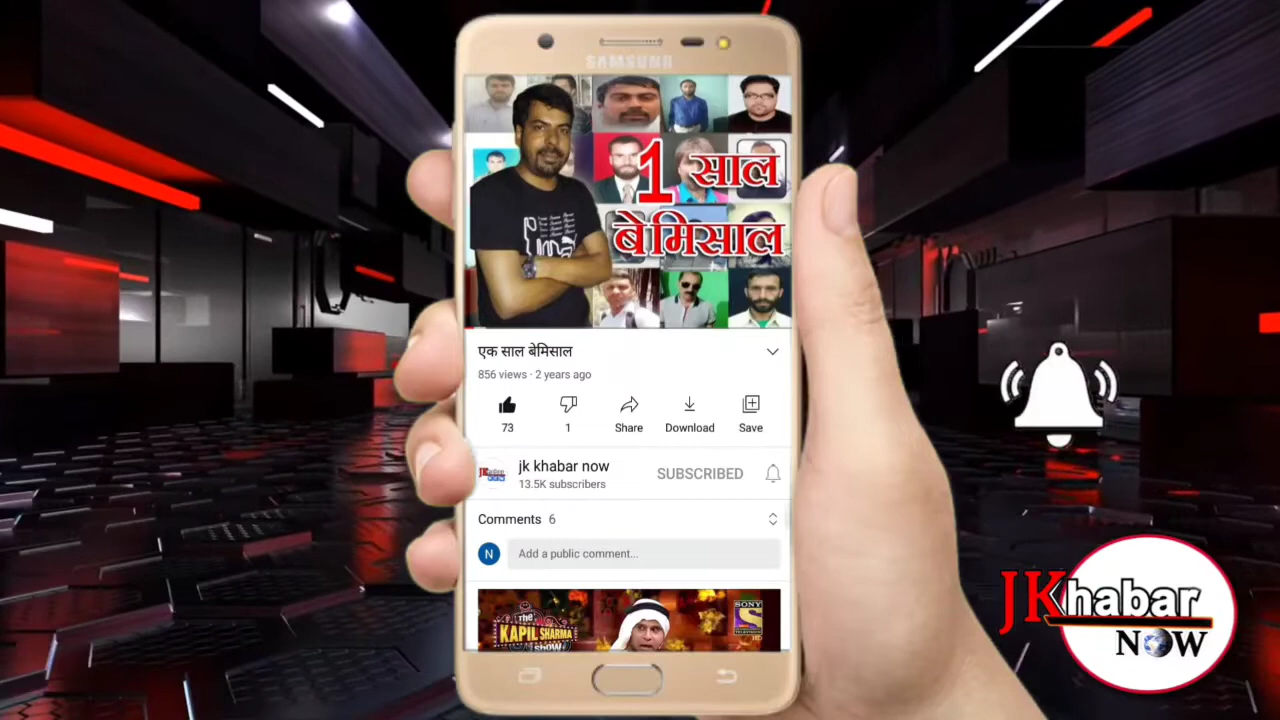 SAMSUNG
1 साल
बेमिसाल
एक साल बेमिसाल
856 views · 2 years ago
73
1
Share
Download
Save
jk khabar now
13.5K subscribers
SUBSCRIBED
Comments 6
N
Add a public comment...
The
KAPIL SHARMA
Show
SONY
JKhabar
NOW